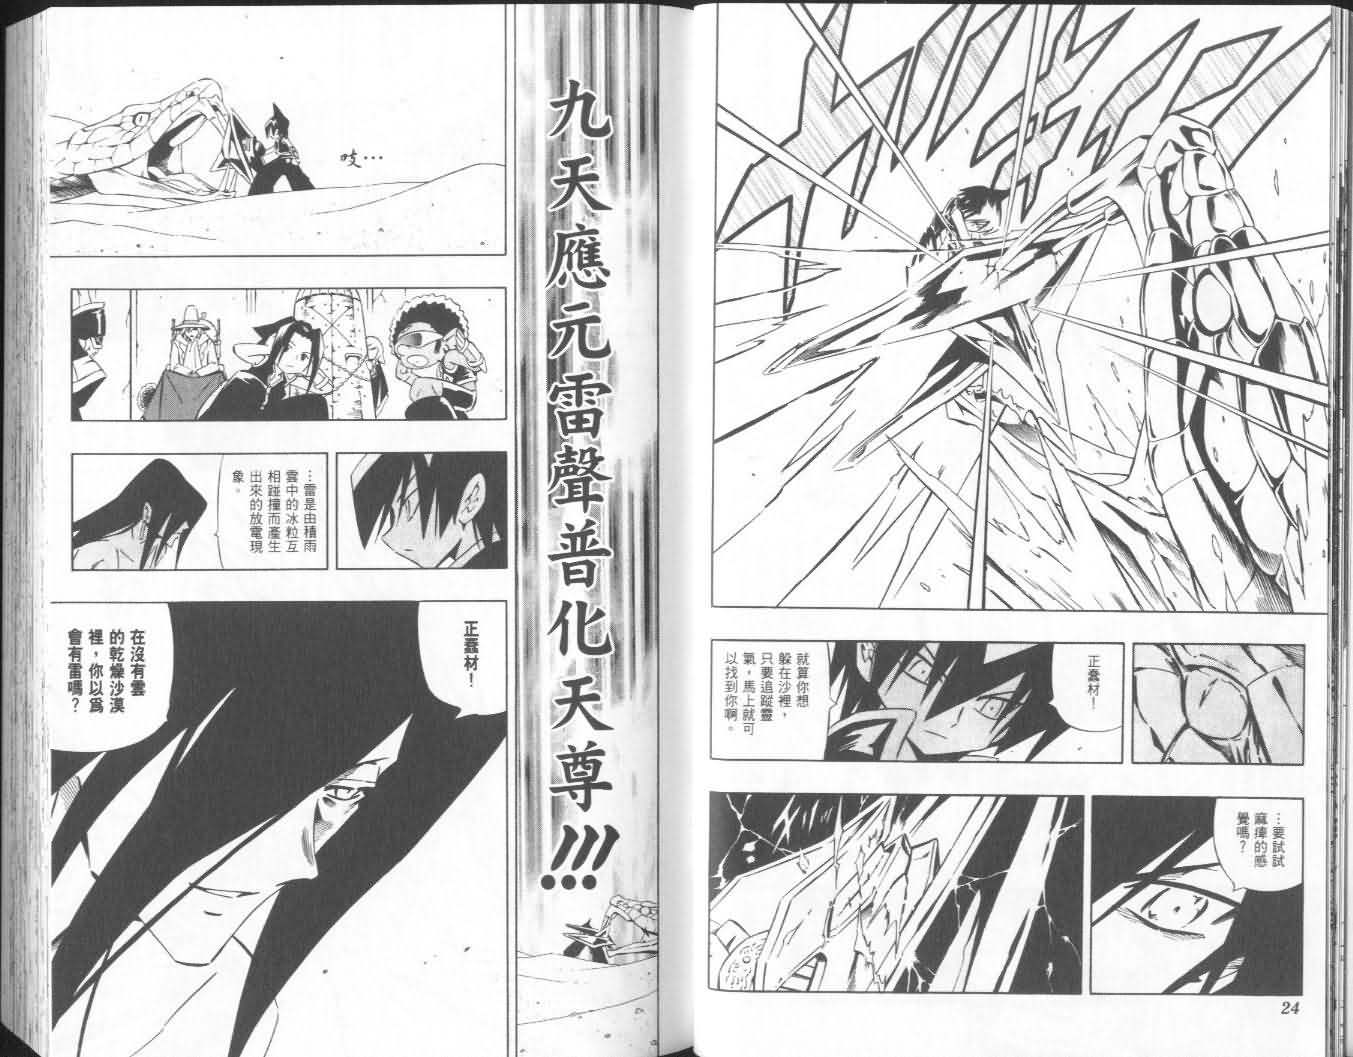 正蠢材！
就算你想
躲在沙裡，
只要追蹤靈
氣，馬上就可
以找到你啊。
…要試試
麻痺的感
覺嗎？
24
九天應元雷聲普化天尊!!!
吱…
…雷是由積雨
雲中的冰粒互
相踫撞而產生
出來的放電現
象。
正蠢材！
在沒有雲
的乾燥沙漠
裡，你以為
會有雷嗎？